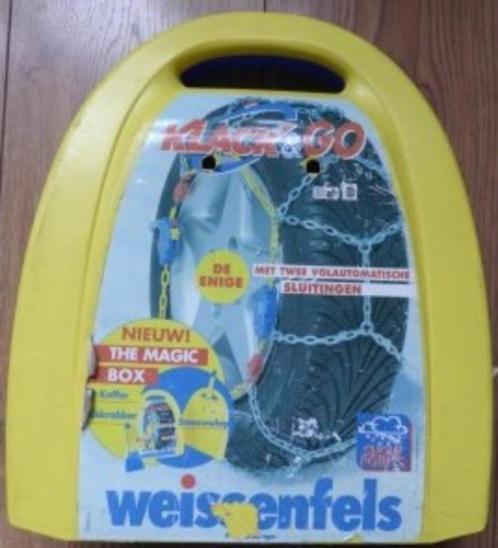 KLACK & GO
DE
ENIGE
MET TWEE VOLAUTOMATISCHE
SLUITINGEN
NIEUW!
THE MAGIC
BOX
Koffer
weissenfels